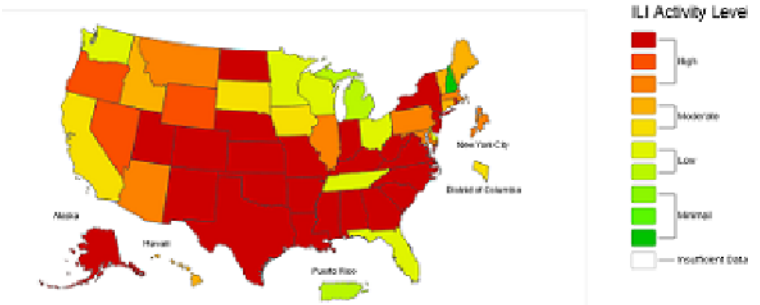 ILI Activity Level
High
Moderate
New York City
Low
District of Columbia
Alaska
Minimal
Hawaii
Insufficient Data
Puerto Rico